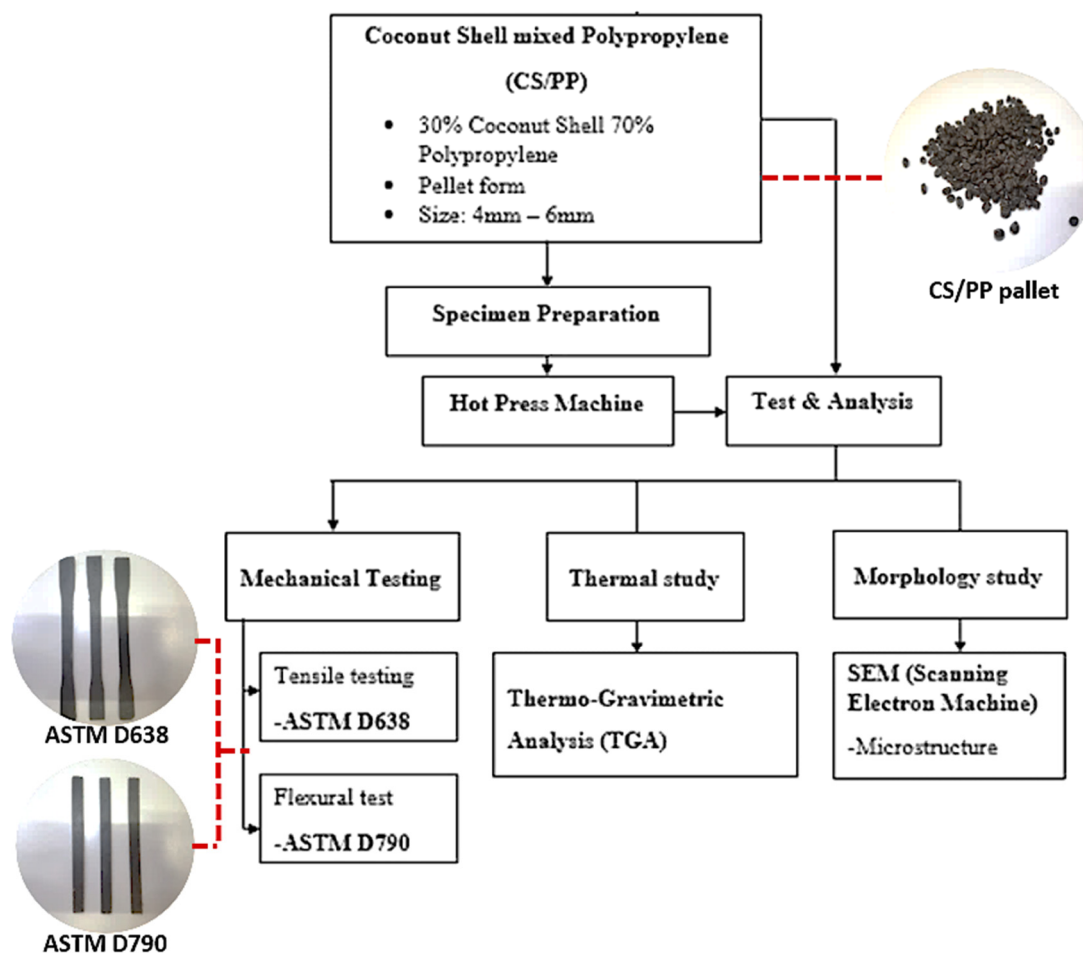 Coconut Shell mixed Polypropylene
(CS/PP)
• 30% Coconut Shell 70%
Polypropylene
• Pellet form
• Size: 4mm – 6mm
CS/PP pallet
Specimen Preparation
Hot Press Machine
Test & Analysis
Mechanical Testing
Thermal study
Morphology study
Tensile testing
-ASTM D638
Flexural test
-ASTM D790
Thermo-Gravimetric
Analysis (TGA)
SEM (Scanning
Electron Machine)
-Microstructure
ASTM D638
ASTM D790